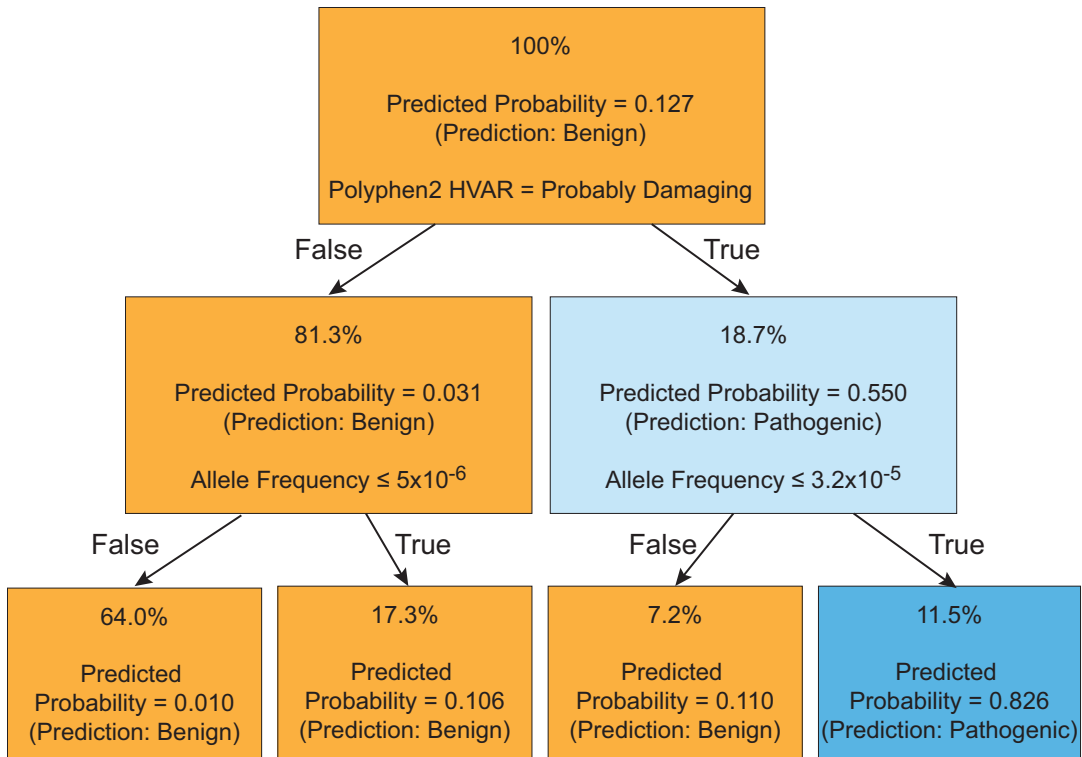 100%
Predicted Probability = 0.127
(Prediction: Benign)
Polyphen2 HVAR = Probably Damaging
False
True
81.3%
Predicted Probability = 0.031
(Prediction: Benign)
Allele Frequency ≤ 5x10⁻⁶
18.7%
Predicted Probability = 0.550
(Prediction: Pathogenic)
Allele Frequency ≤ 3.2x10⁻⁵
False
True
False
True
64.0%
Predicted
Probability = 0.010
(Prediction: Benign)
17.3%
Predicted
Probability = 0.106
(Prediction: Benign)
7.2%
Predicted
Probability = 0.110
(Prediction: Benign)
11.5%
Predicted
Probability = 0.826
(Prediction: Pathogenic)